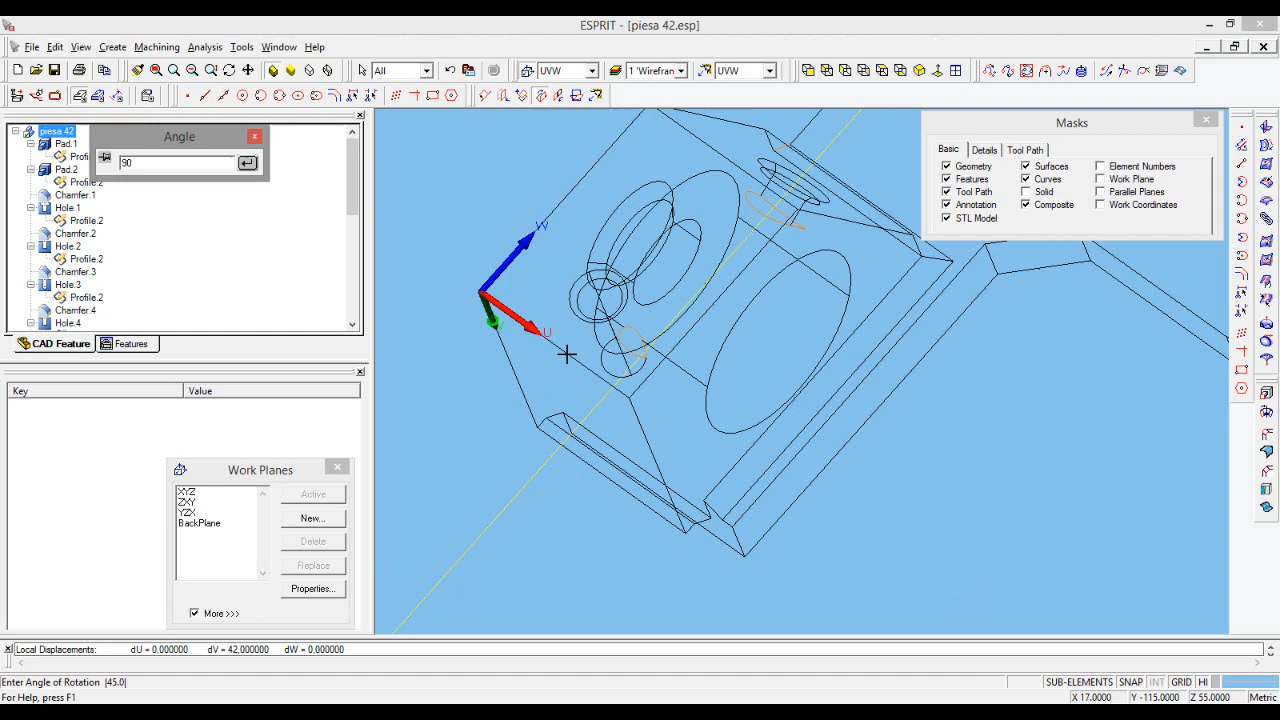 ESPRIT - [piesa 42.esp]
File Edit View Create Machining Analysis Tools Window Help
All
UVW
1 'Wirefran
UVW
piesa 42
Pad.1
Profi
Pad.2
Profile.2
Chamfer.1
Hole.1
Profile.2
Chamfer.2
Hole.2
Profile.2
Chamfer.3
Hole.3
Profile.2
Chamfer.4
Hole.4
Angle
90
CAD Feature Features
Key Value
Work Planes
XYZ
ZXY
YZX
BackPlane
Active
New...
Delete
Replace
Properties...
More >>>
W
U
Masks
Basic Details Tool Path
Geometry Surfaces Element Numbers
Features Curves Work Plane
Tool Path Solid Parallel Planes
Annotation Composite Work Coordinates
STL Model
Local Displacements: dU = 0,000000 dV = 42,000000 dW = 0,000000
Enter Angle of Rotation |45.0|
SUB-ELEMENTS SNAP INT GRID HI
For Help, press F1
X 17.0000 Y -115.0000 Z 55.0000 Metric